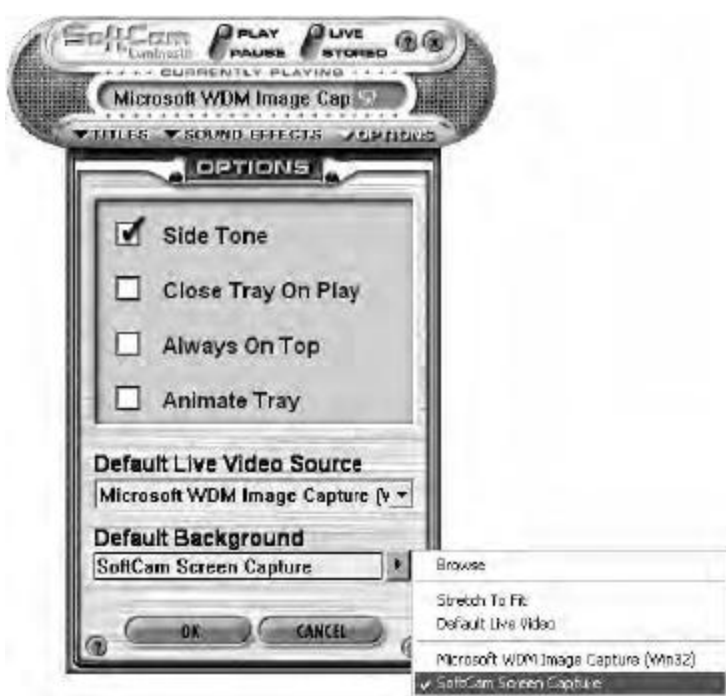 SoftCam
Luminositi
PLAY
PAUSE
LIVE
STORED
CURRENTLY PLAYING
Microsoft WDM Image Cap
TITLES
SOUND EFFECTS
OPTIONS
OPTIONS
Side Tone
Close Tray On Play
Always On Top
Animate Tray
Default Live Video Source
Microsoft WDM Image Capture (V
Default Background
SoftCam Screen Capture
OK
CANCEL
?
Browse
Stretch To Fit
Default Live Video
Microsoft WDM Image Capture (Win32)
SoftCam Screen Capture